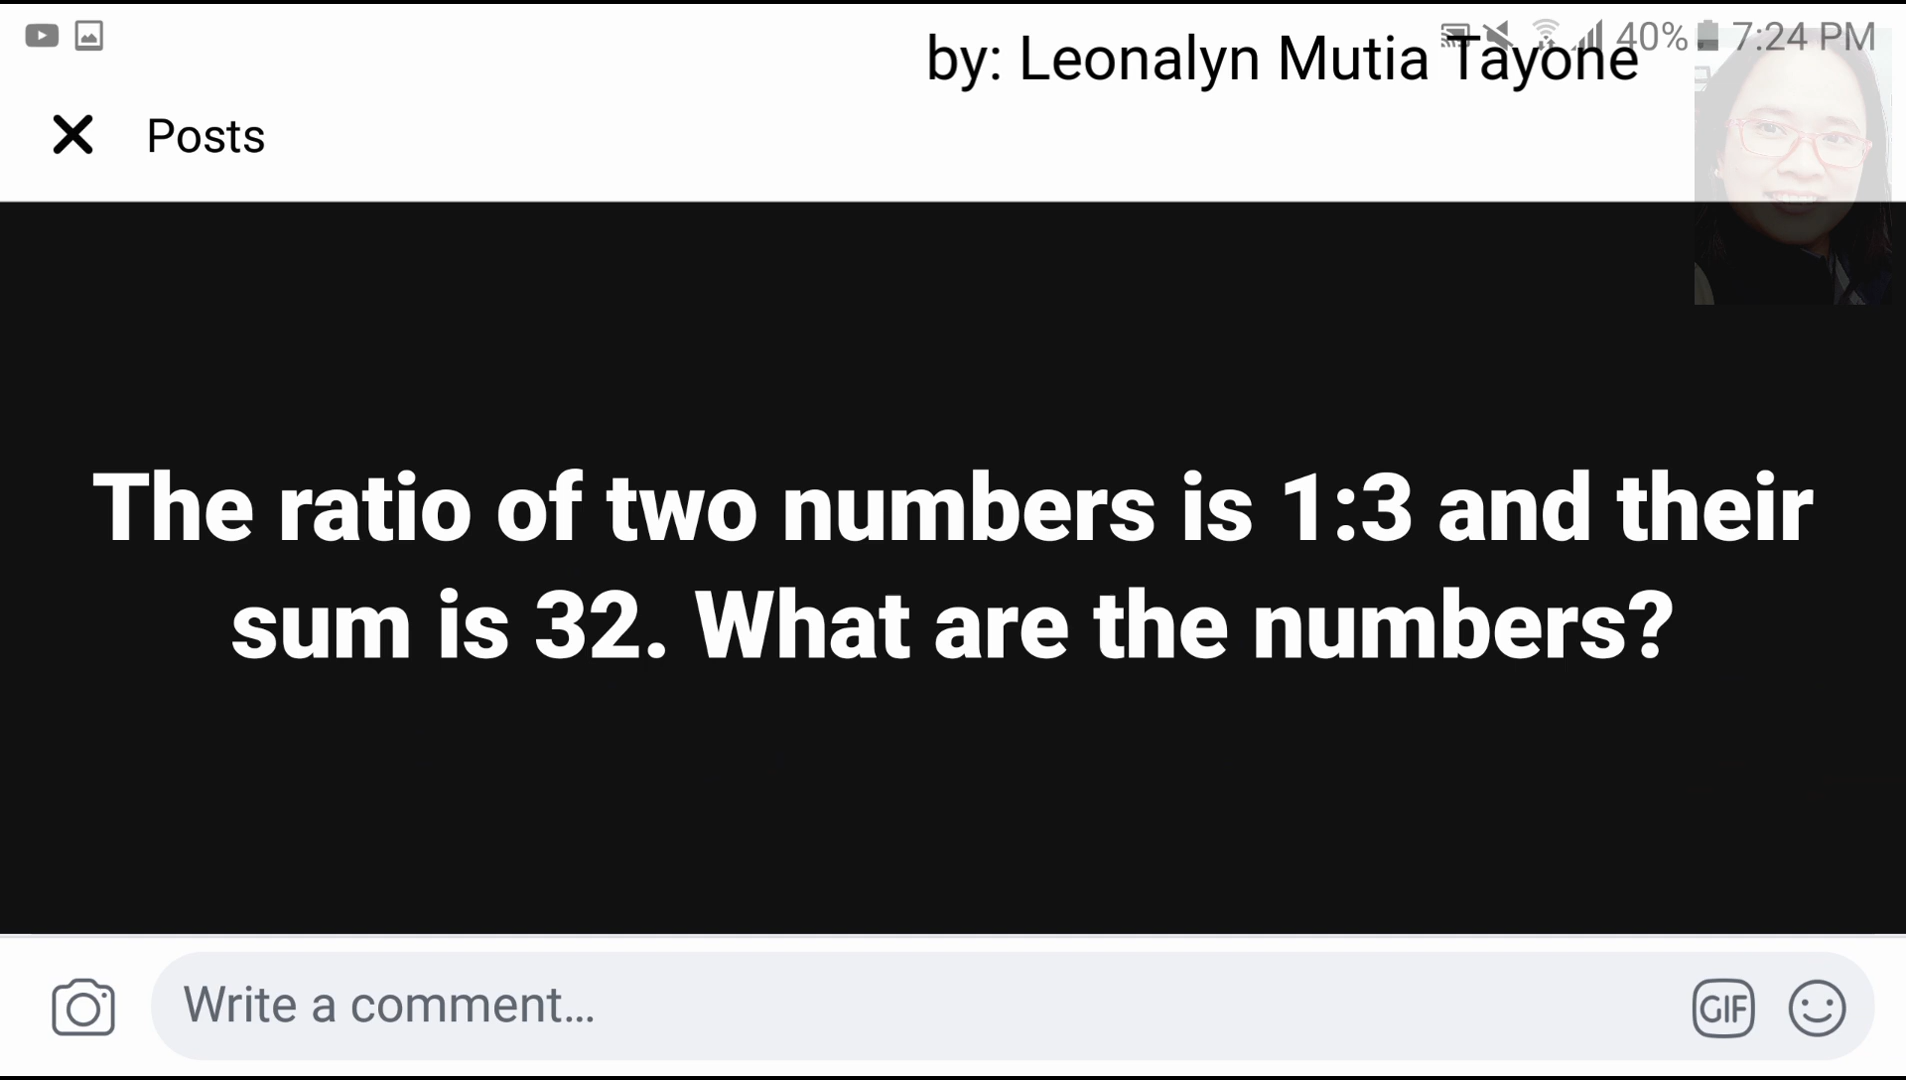 40% 7:24 PM
by: Leonalyn Mutia Tayone
Posts
The ratio of two numbers is 1:3 and their
sum is 32. What are the numbers?
Write a comment...
GIF